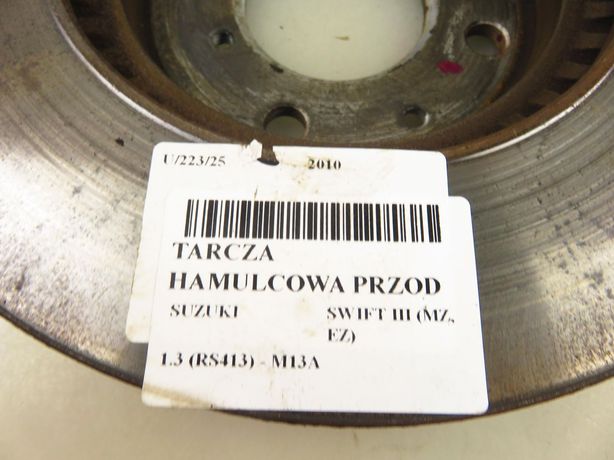 U/223/25 2010
TARCZA
HAMULCOWA PRZOD
SUZUKI SWIFT III (MZ,
EZ)
1.3 (RS413) - M13A